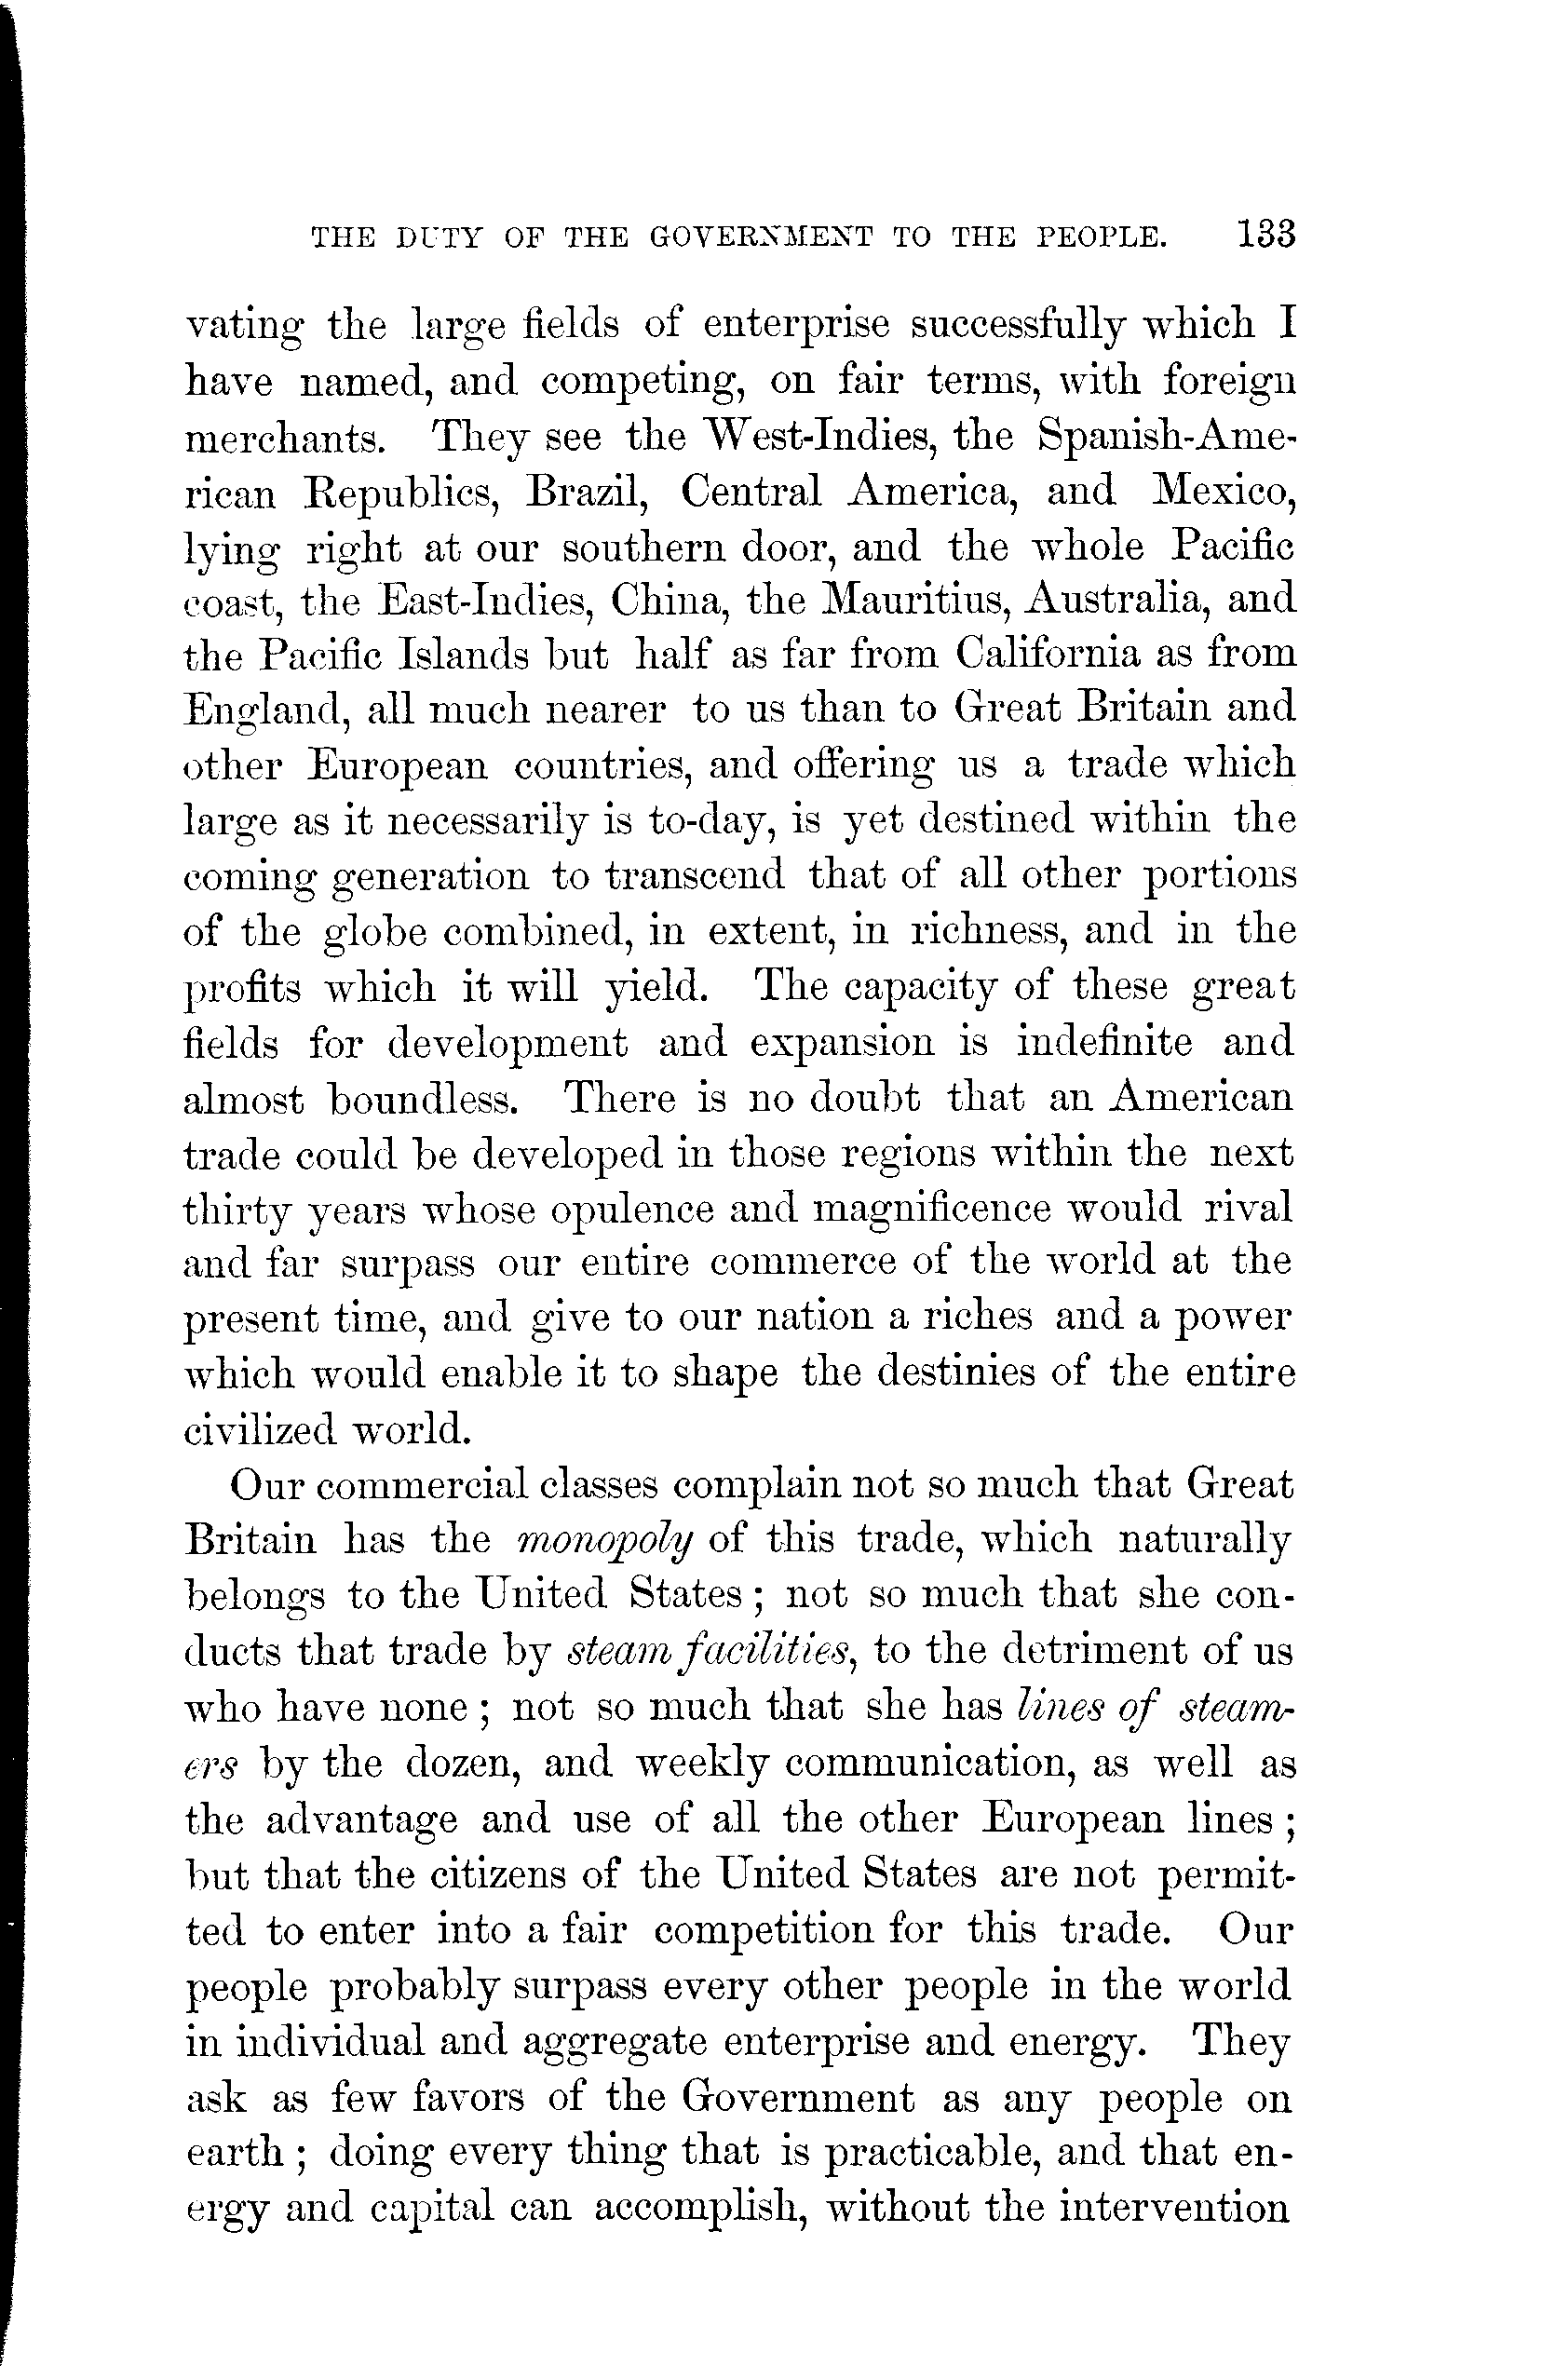 THE DUTY OF THE GOVERNMENT TO THE PEOPLE. 133
vating the large fields of enterprise successfully which I
have named, and competing, on fair terms, with foreign
merchants. They see the West-Indies, the Spanish-Ame-
rican Republics, Brazil, Central America, and Mexico,
lying right at our southern door, and the whole Pacific
coast, the East-Indies, China, the Mauritius, Australia, and
the Pacific Islands but half as far from California as from
England, all much nearer to us than to Great Britain and
other European countries, and offering us a trade which
large as it necessarily is to-day, is yet destined within the
coming generation to transcend that of all other portions
of the globe combined, in extent, in richness, and in the
profits which it will yield. The capacity of these great
fields for development and expansion is indefinite and
almost boundless. There is no doubt that an American
trade could be developed in those regions within the next
thirty years whose opulence and magnificence would rival
and far surpass our entire commerce of the world at the
present time, and give to our nation a riches and a power
which would enable it to shape the destinies of the entire
civilized world.
Our commercial classes complain not so much that Great
Britain has the monopoly of this trade, which naturally
belongs to the United States ; not so much that she con-
ducts that trade by steam facilities, to the detriment of us
who have none ; not so much that she has lines of steam-
ers by the dozen, and weekly communication, as well as
the advantage and use of all the other European lines ;
but that the citizens of the United States are not permit-
ted to enter into a fair competition for this trade. Our
people probably surpass every other people in the world
in individual and aggregate enterprise and energy. They
ask as few favors of the Government as any people on
earth ; doing every thing that is practicable, and that en-
ergy and capital can accomplish, without the intervention